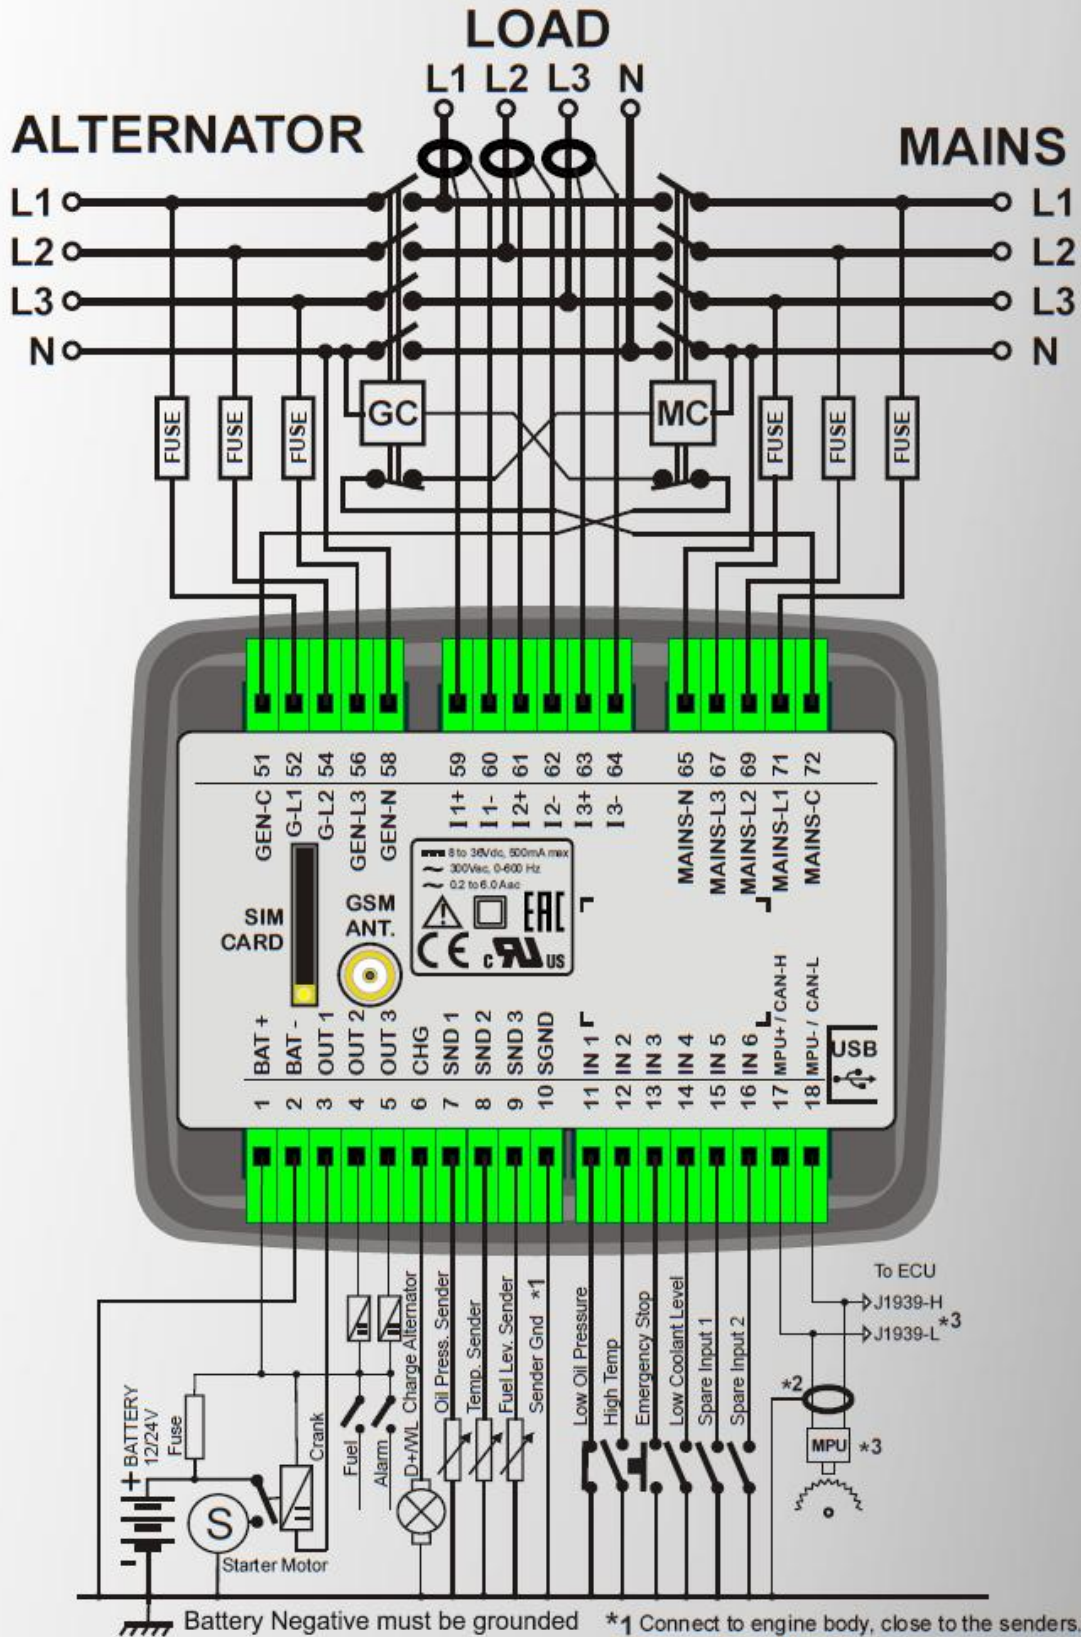 LOAD
L1 L2 L3 N
ALTERNATOR
MAINS
L1
L2
L3
N
L1
L2
L3
N
GC
MC
FUSE
FUSE
FUSE
FUSE
FUSE
FUSE
GEN-C 51
G-L1 52
G-L2 54
GEN-L3 56
GEN-N 58
I1+ 59
I1- 60
I2+ 61
I2- 62
I3+ 63
I3- 64
MAINS-N 65
MAINS-L3 67
MAINS-L2 69
MAINS-L1 71
MAINS-C 72
SIM
CARD
GSM
ANT.
8 to 36Vdc, 500mA max
300Vac, 0-600 Hz
0.2 to 6.0 Aac
EAC
CE
C RU US
1 BAT +
2 BAT -
3 OUT 1
4 OUT 2
5 OUT 3
6 CHG
7 SND 1
8 SND 2
9 SND 3
10 SGND
11 IN 1
12 IN 2
13 IN 3
14 IN 4
15 IN 5
16 IN 6
17 MPU+ / CAN-H
18 MPU- / CAN-L
USB
+ BATTERY
12/24V
-
Fuse
S
Starter Motor
Crank
Fuel
Alarm
D+/WL Charge Alternator
Oil Press. Sender
Temp. Sender
Fuel Lev. Sender
Sender Gnd *1
Low Oil Pressure
High Temp
Emergency Stop
Low Coolant Level
Spare Input 1
Spare Input 2
To ECU
J1939-H
J1939-L *3
*2
MPU *3
Battery Negative must be grounded
*1 Connect to engine body, close to the senders.